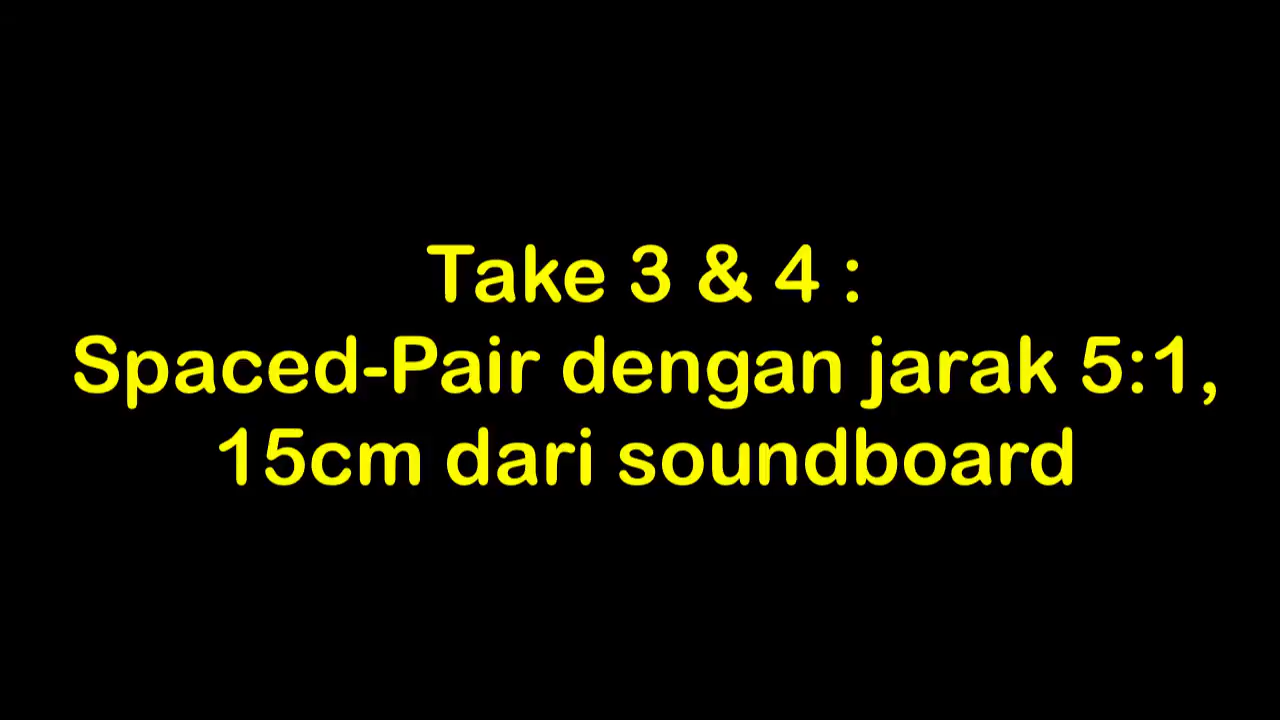 Take 3 & 4 :
Spaced-Pair dengan jarak 5:1,
15cm dari soundboard